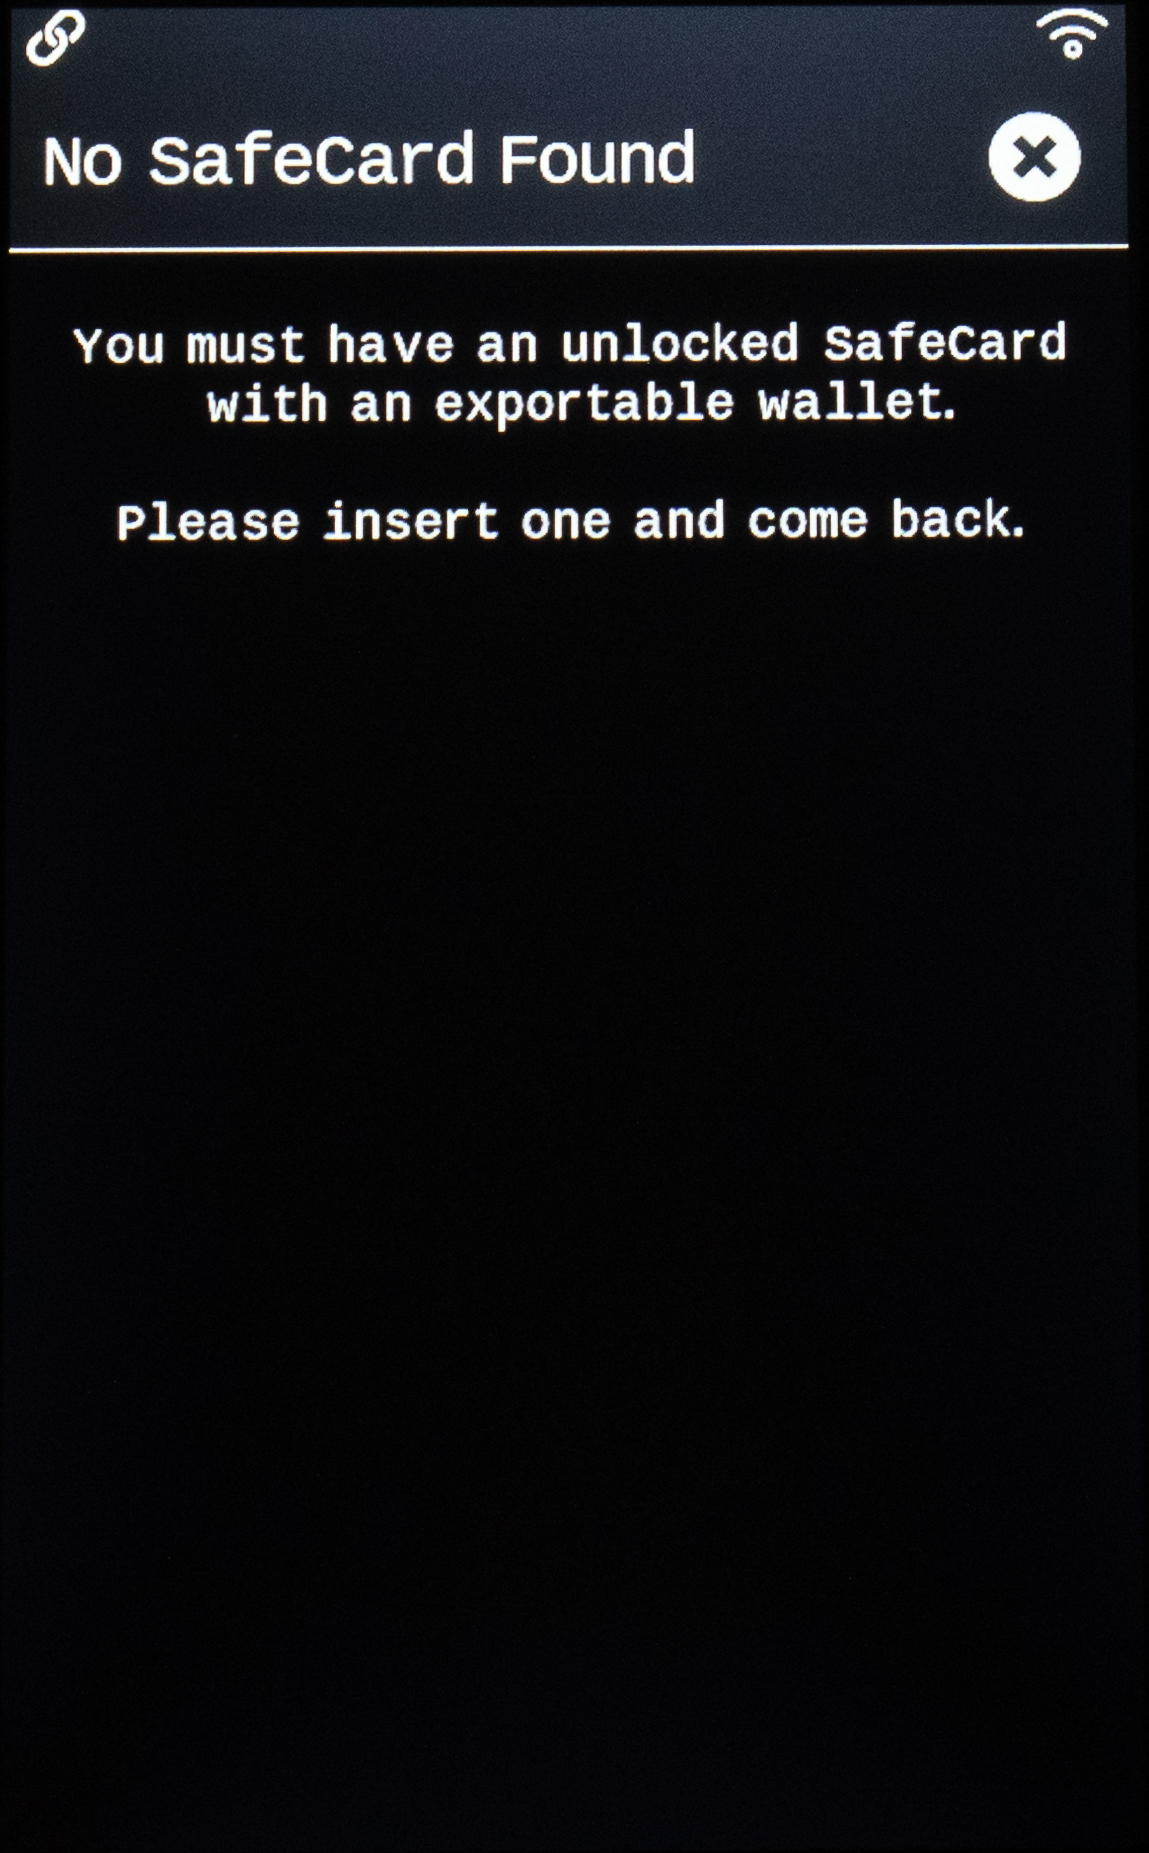 No SafeCard Found
You must have an unlocked SafeCard
with an exportable wallet.
Please insert one and come back.